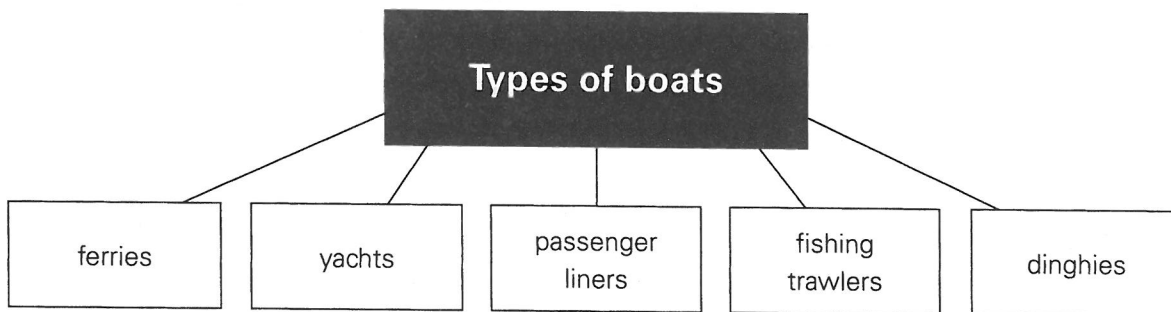 Types of boats
ferries
yachts
passenger
liners
fishing
trawlers
dinghies